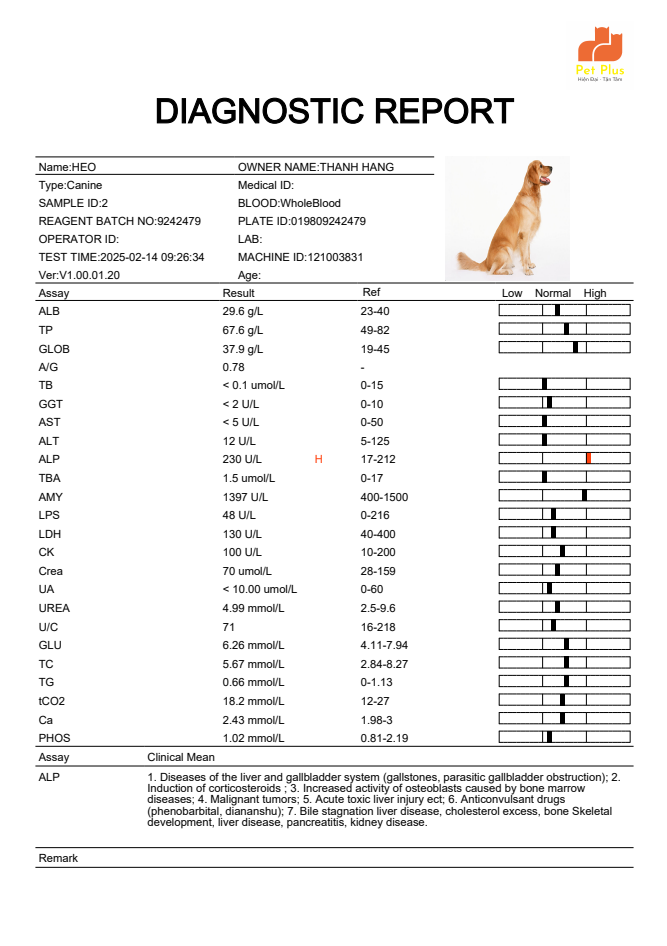 Pet Plus
Hiện Đại - Tận Tâm
DIAGNOSTIC REPORT
Name:HEO OWNER NAME:THANH HANG
Type:Canine Medical ID:
SAMPLE ID:2 BLOOD:WholeBlood
REAGENT BATCH NO:9242479 PLATE ID:019809242479
OPERATOR ID: LAB:
TEST TIME:2025-02-14 09:26:34 MACHINE ID:121003831
Ver:V1.00.01.20 Age:
Assay Result Ref Low Normal High
ALB 29.6 g/L 23-40
TP 67.6 g/L 49-82
GLOB 37.9 g/L 19-45
A/G 0.78 -
TB < 0.1 umol/L 0-15
GGT < 2 U/L 0-10
AST < 5 U/L 0-50
ALT 12 U/L 5-125
ALP 230 U/L H 17-212
TBA 1.5 umol/L 0-17
AMY 1397 U/L 400-1500
LPS 48 U/L 0-216
LDH 130 U/L 40-400
CK 100 U/L 10-200
Crea 70 umol/L 28-159
UA < 10.00 umol/L 0-60
UREA 4.99 mmol/L 2.5-9.6
U/C 71 16-218
GLU 6.26 mmol/L 4.11-7.94
TC 5.67 mmol/L 2.84-8.27
TG 0.66 mmol/L 0-1.13
tCO2 18.2 mmol/L 12-27
Ca 2.43 mmol/L 1.98-3
PHOS 1.02 mmol/L 0.81-2.19
Assay Clinical Mean
ALP 1. Diseases of the liver and gallbladder system (gallstones, parasitic gallbladder obstruction); 2.
Induction of corticosteroids ; 3. Increased activity of osteoblasts caused by bone marrow
diseases; 4. Malignant tumors; 5. Acute toxic liver injury ect; 6. Anticonvulsant drugs
(phenobarbital, diananshu); 7. Bile stagnation liver disease, cholesterol excess, bone Skeletal
development, liver disease, pancreatitis, kidney disease.
Remark